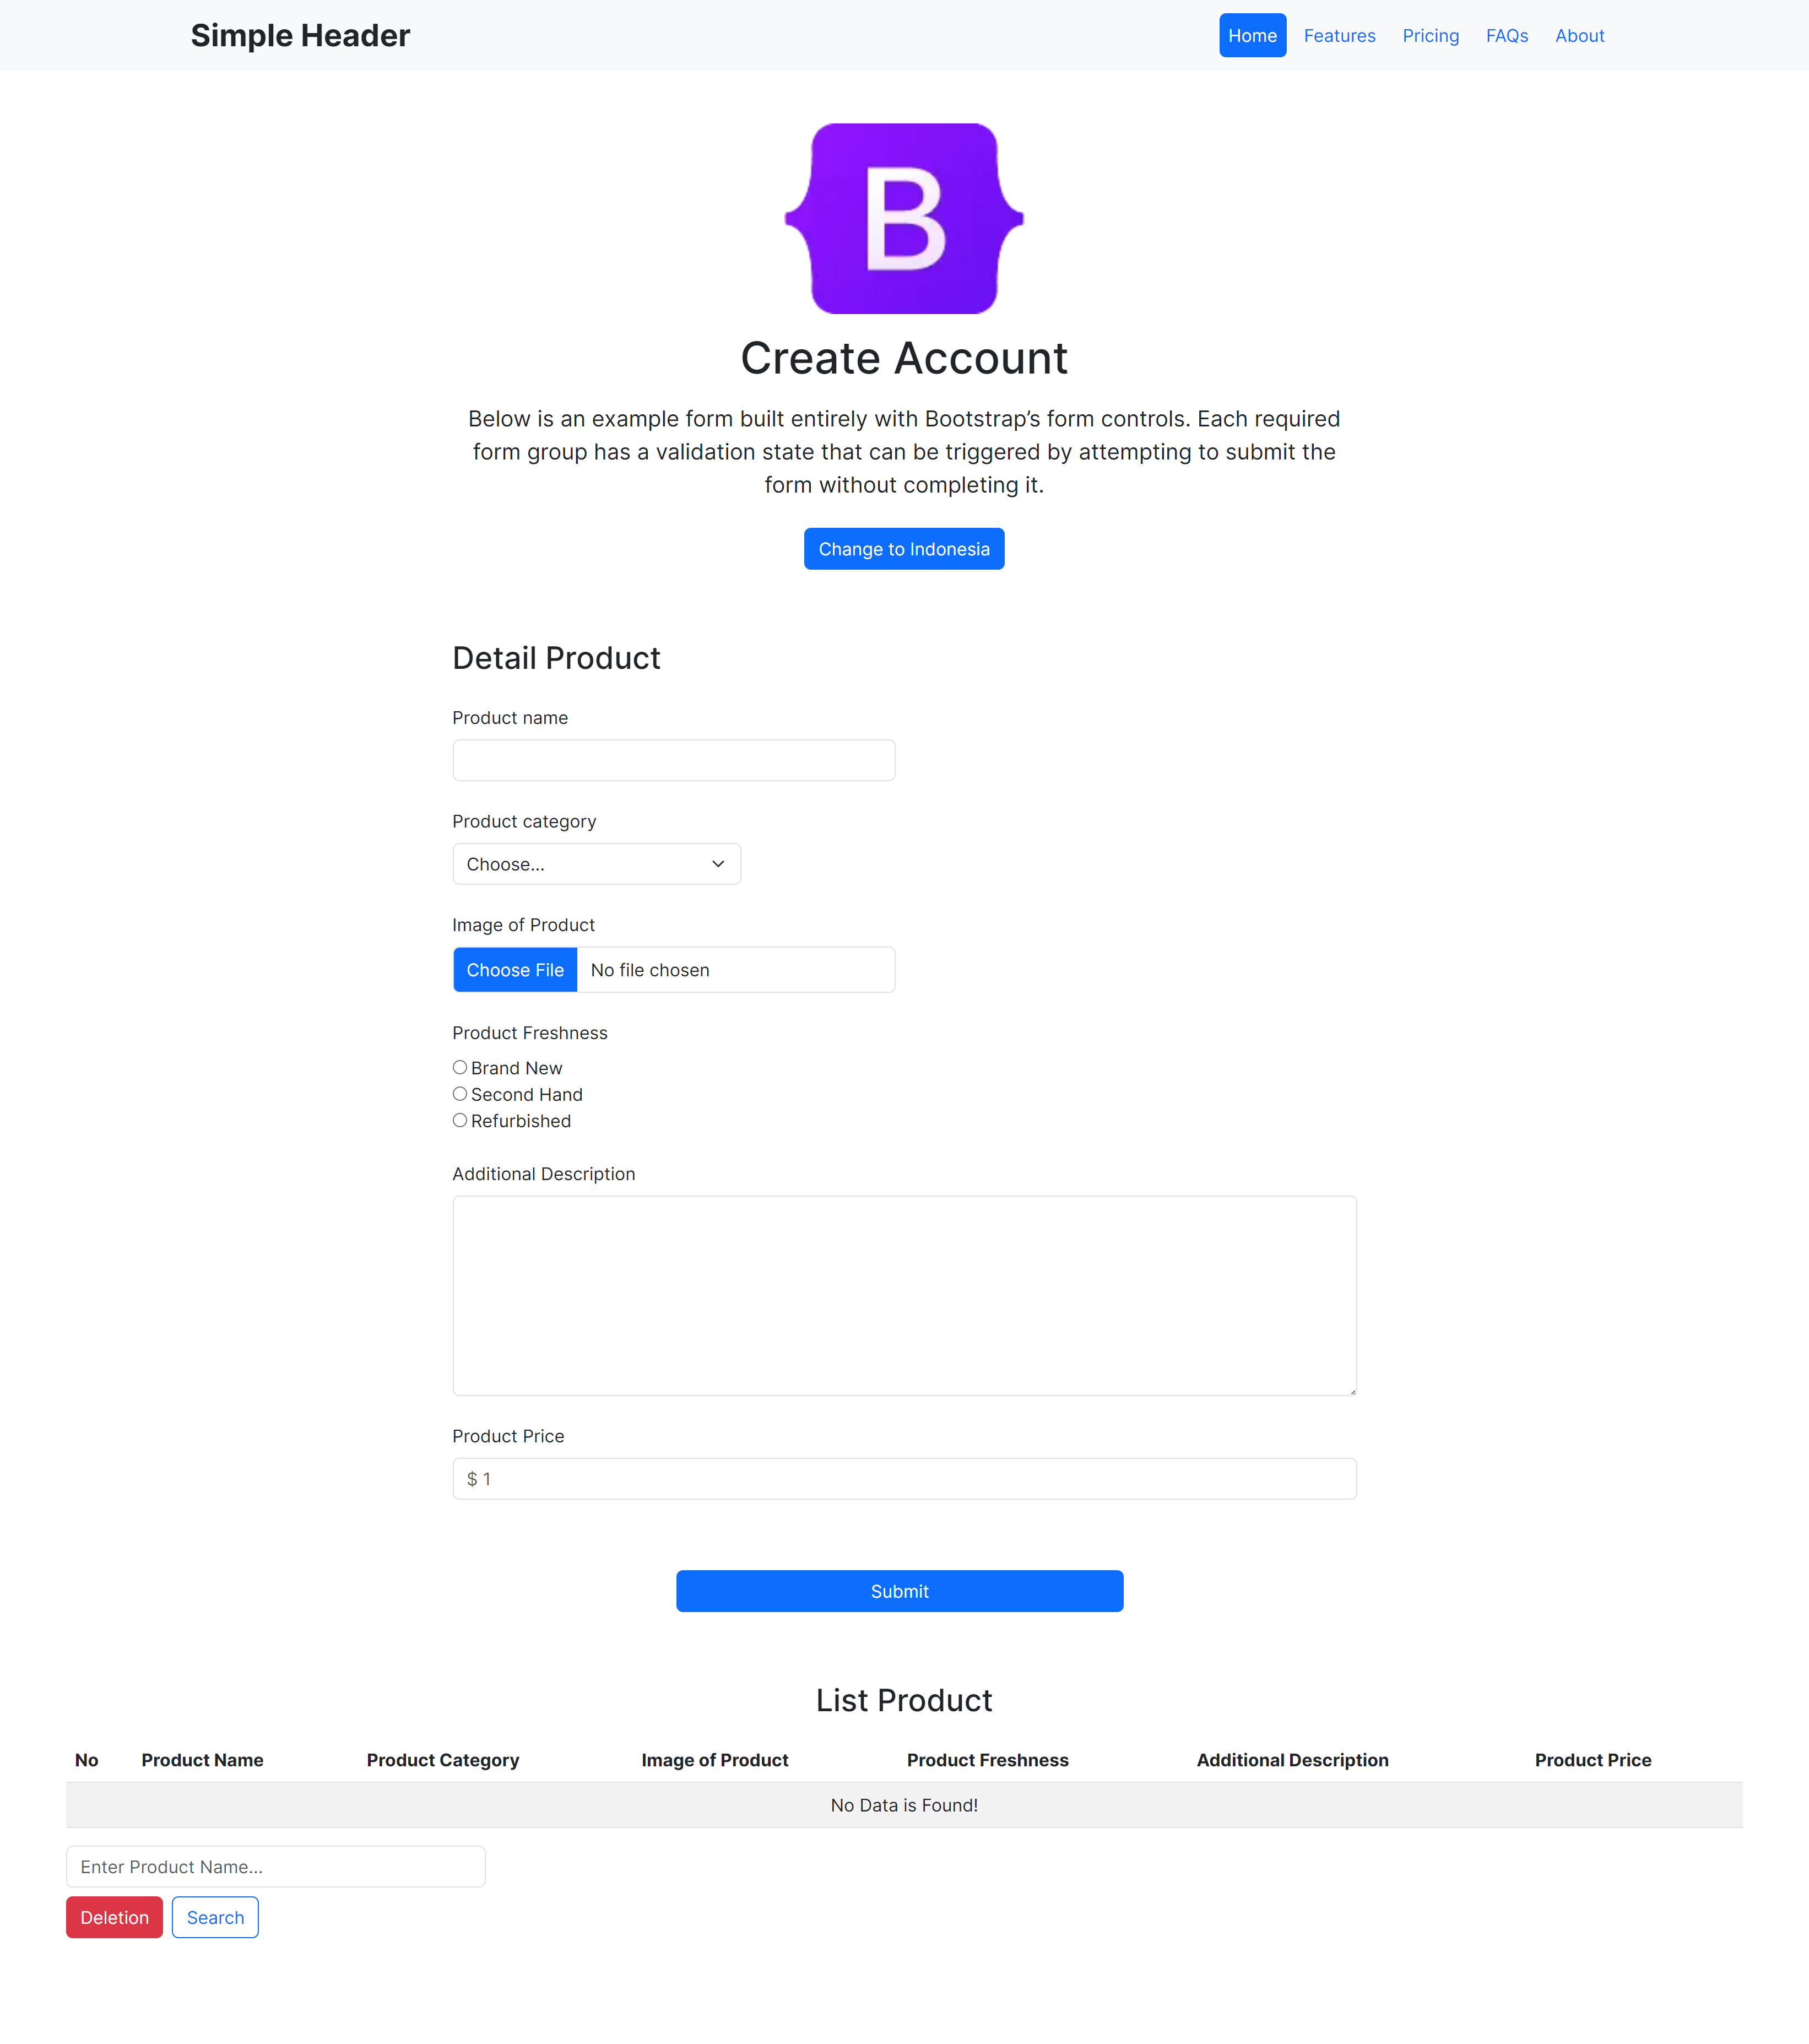 Simple Header
Home Features Pricing FAQs About
B
Create Account
Below is an example form built entirely with Bootstrap’s form controls. Each required
form group has a validation state that can be triggered by attempting to submit the
form without completing it.
Change to Indonesia
Detail Product
Product name
Product category
Choose...
Image of Product
Choose File No file chosen
Product Freshness
Brand New
Second Hand
Refurbished
Additional Description
Product Price
$ 1
Submit
List Product
No Product Name Product Category Image of Product Product Freshness Additional Description Product Price
No Data is Found!
Enter Product Name...
Deletion Search